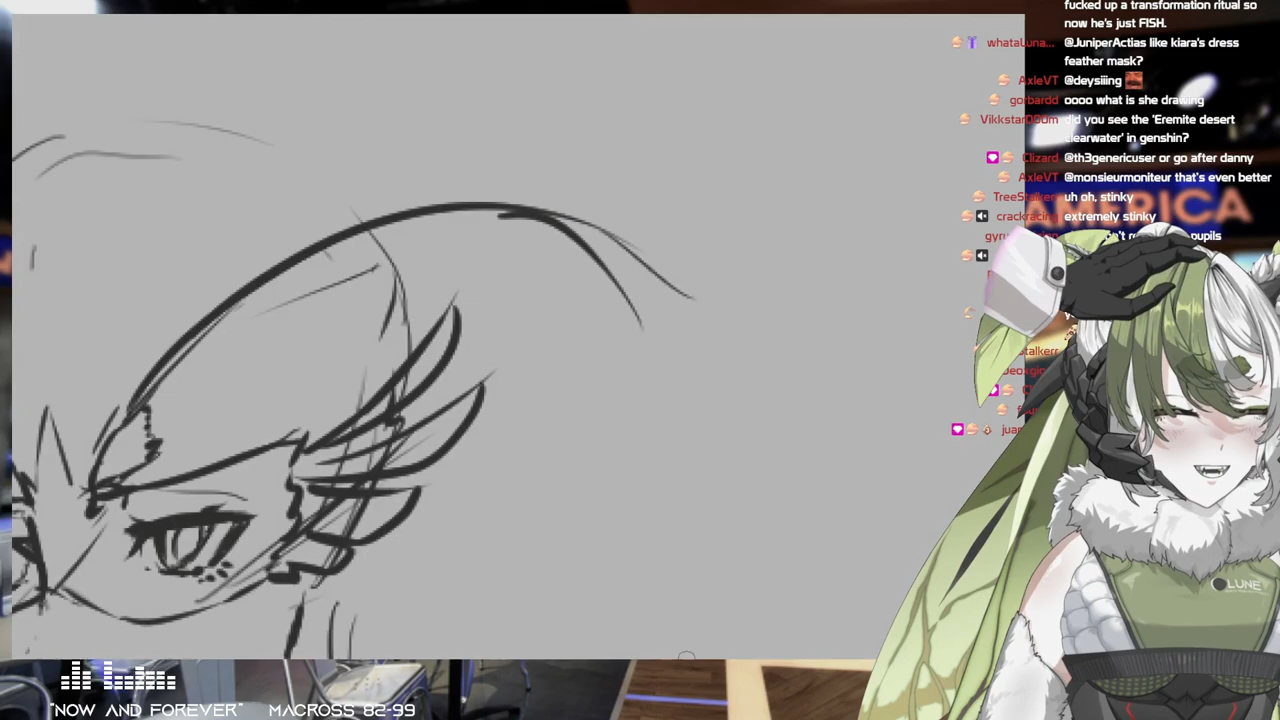 fucked up a transformation ritual so
now he's just FISH.
whataLuna... @JuniperActias like kiara's dress
feather mask?
AxleVT @deysiiing
gorbardd oooo what is she drawing
did you see the 'Eremite desert
clearwater' in genshin?
Clizard @th3genericuser or go after danny
AxleVT @monsieurmoniteur that's even better
TreeStalker uh oh, stinky
crackracing extremely stinky
pupils
AMERICA
LUNE
"NOW AND FOREVER" MACROSS 82-99